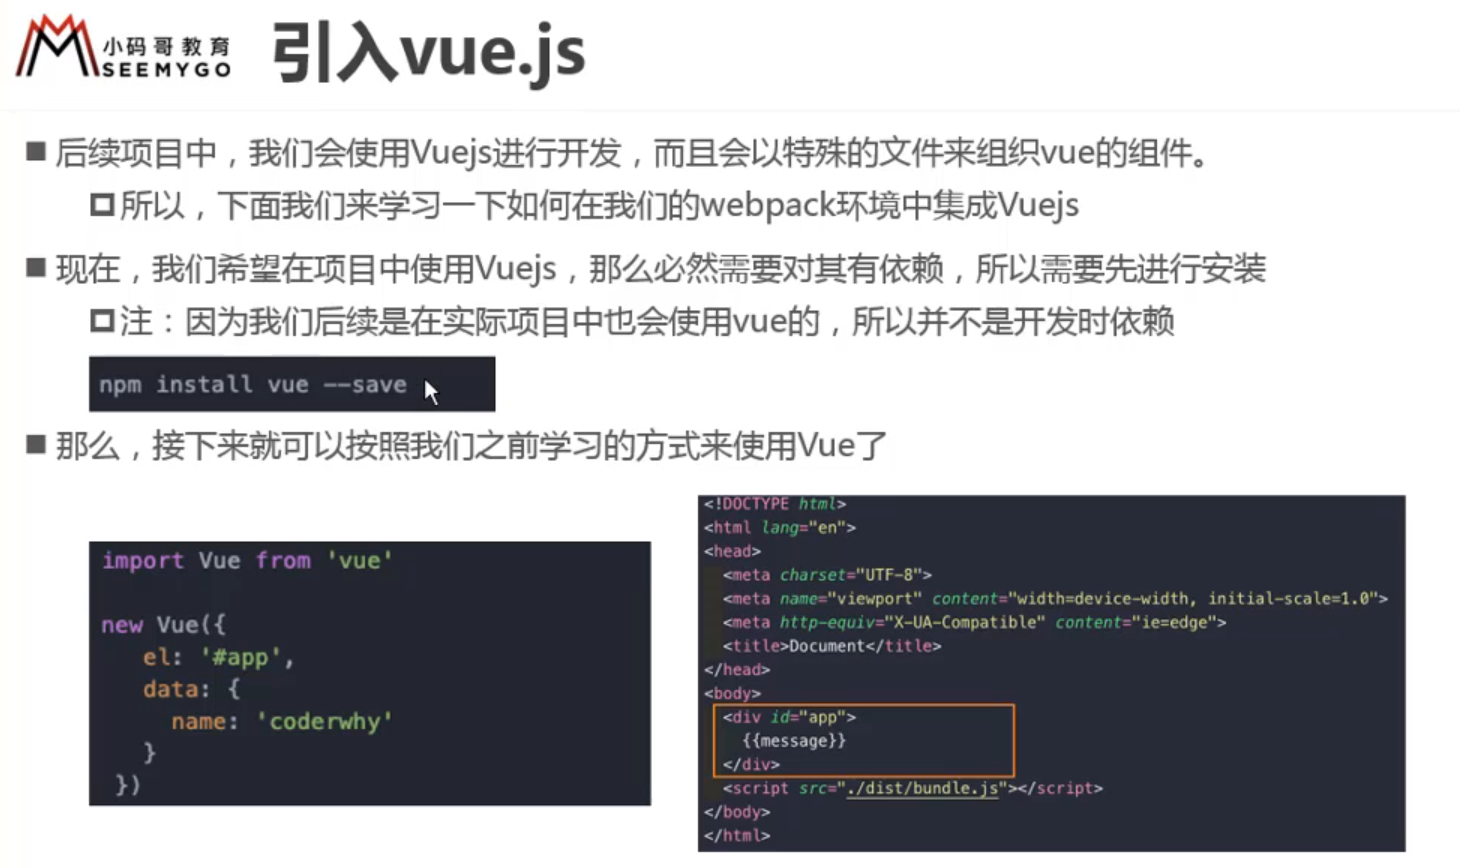 小码哥教育
SEEMYGO
引入vue.js
后续项目中，我们会使用Vuejs进行开发，而且会以特殊的文件来组织vue的组件。
所以，下面我们来学习一下如何在我们的webpack环境中集成Vuejs
现在，我们希望在项目中使用Vuejs，那么必然需要对其有依赖，所以需要先进行安装
注：因为我们后续是在实际项目中也会使用vue的，所以并不是开发时依赖
npm install vue --save
那么，接下来就可以按照我们之前学习的方式来使用Vue了
import Vue from 'vue'
new Vue({
el: '#app',
data: {
name: 'coderwhy'
}
})
<!DOCTYPE html>
<html lang="en">
<head>
<meta charset="UTF-8">
<meta name="viewport" content="width=device-width, initial-scale=1.0">
<meta http-equiv="X-UA-Compatible" content="ie=edge">
<title>Document</title>
</head>
<body>
<div id="app">
{{message}}
</div>
<script src="./dist/bundle.js"></script>
</body>
</html>